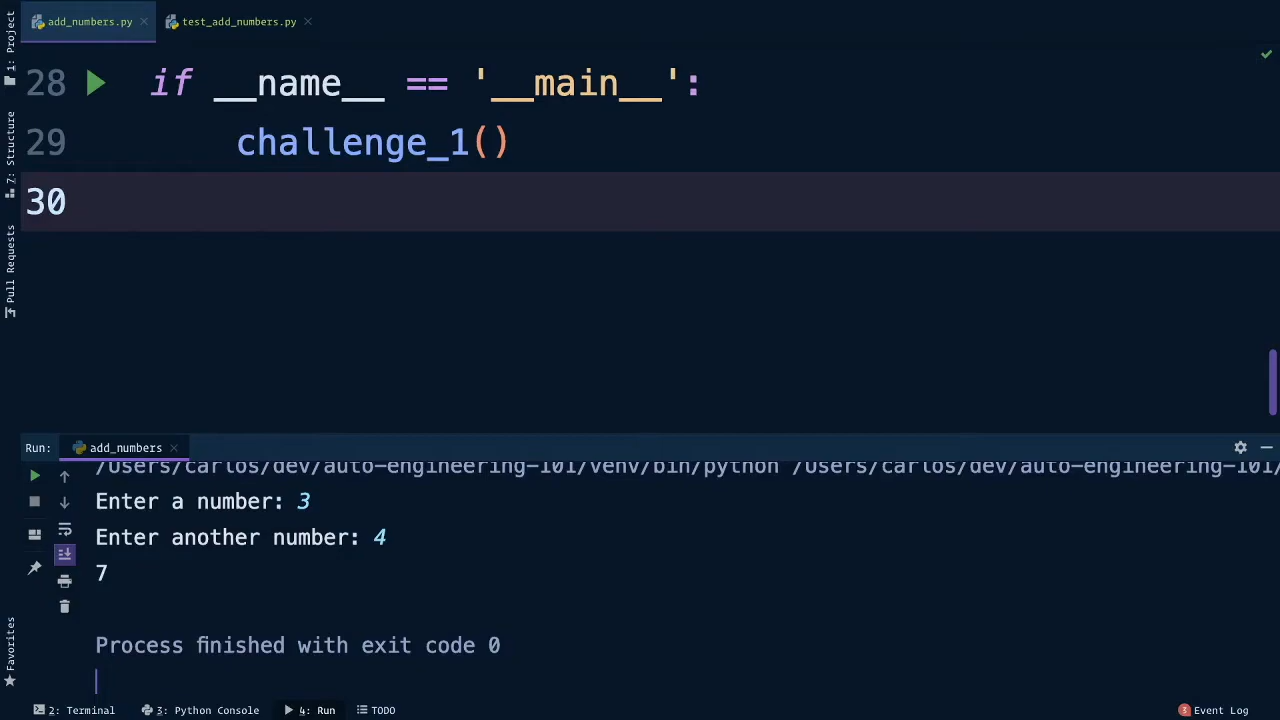 add_numbers.py
test_add_numbers.py
1: Project
7: Structure
Pull Requests
28 if __name__ == '__main__':
29 challenge_1()
30
Run: add_numbers
/Users/carlos/dev/auto-engineering-101/venv/bin/python /Users/carlos/dev/auto-engineering-101/
Enter a number: 3
Enter another number: 4
7
Process finished with exit code 0
Favorites
2: Terminal
3: Python Console
4: Run
TODO
3 Event Log